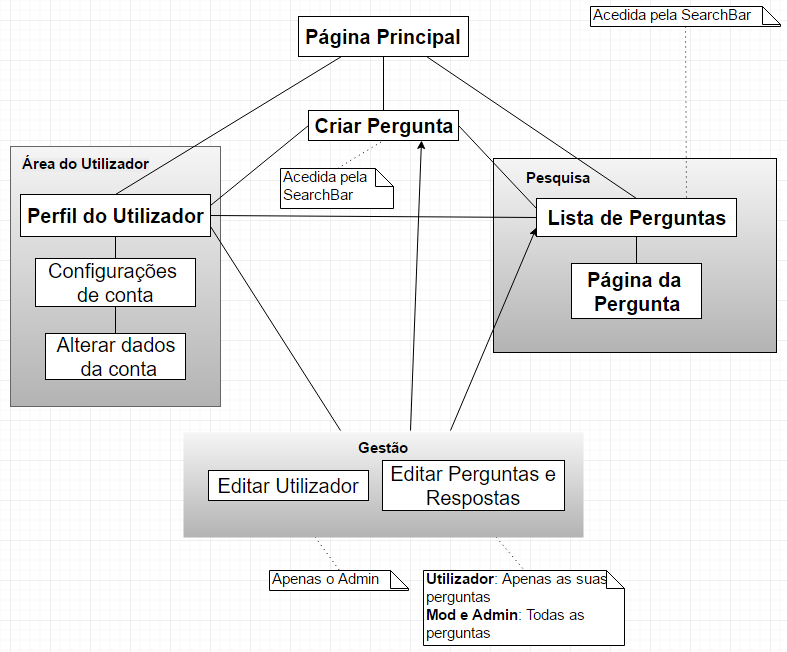 Acedida pela SearchBar
Página Principal
Criar Pergunta
Área do Utilizador
Acedida pela
SearchBar
Pesquisa
Perfil do Utilizador
Lista de Perguntas
Configurações
de conta
Página da
Pergunta
Alterar dados
da conta
Gestão
Editar Utilizador
Editar Perguntas e
Respostas
Apenas o Admin
Utilizador: Apenas as suas
perguntas
Mod e Admin: Todas as
perguntas